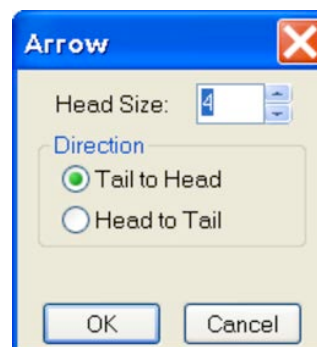 Arrow
Head Size: 4
Direction
Tail to Head
Head to Tail
OK Cancel